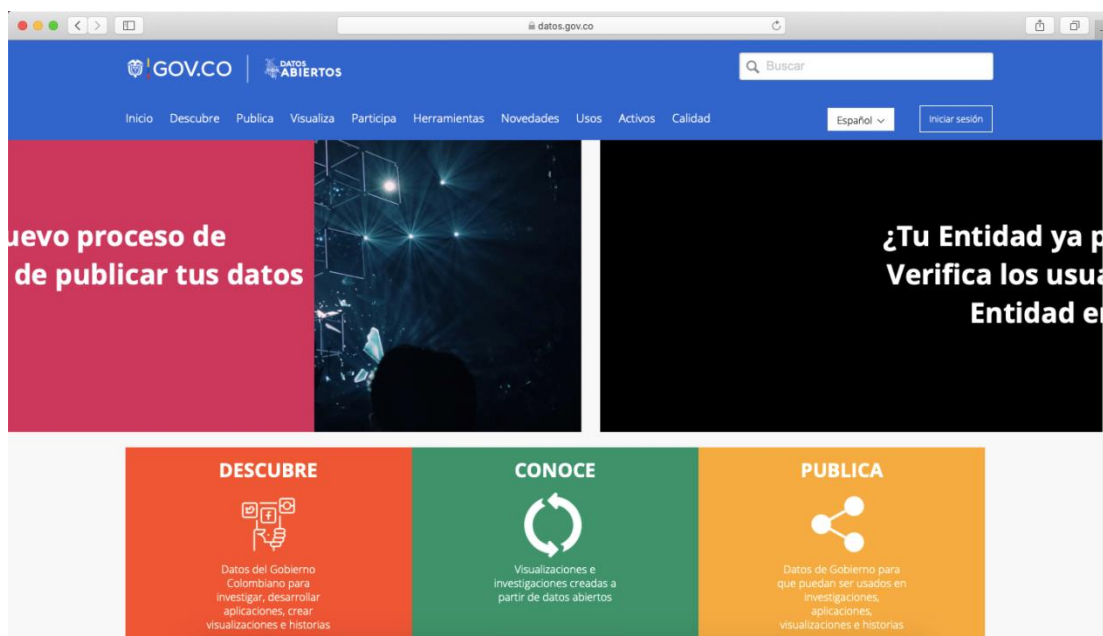 datos.gov.co
GOV.CO
DATOS
ABIERTOS
Buscar
Inicio Descubre Publica Visualiza Participa Herramientas Novedades Usos Activos Calidad
Español
Iniciar sesión
proceso de
de publicar tus datos
¿Tu Entidad ya
Verifica los
Entidad
DESCUBRE
Datos del Gobierno
Colombiano para
investigar, desarrollar
aplicaciones, crear
visualizaciones e historias
CONOCE
Visualizaciones e
investigaciones creadas a
partir de datos abiertos
PUBLICA
Datos de Gobierno para
que puedan ser usados en
investigaciones,
aplicaciones,
visualizaciones e historias